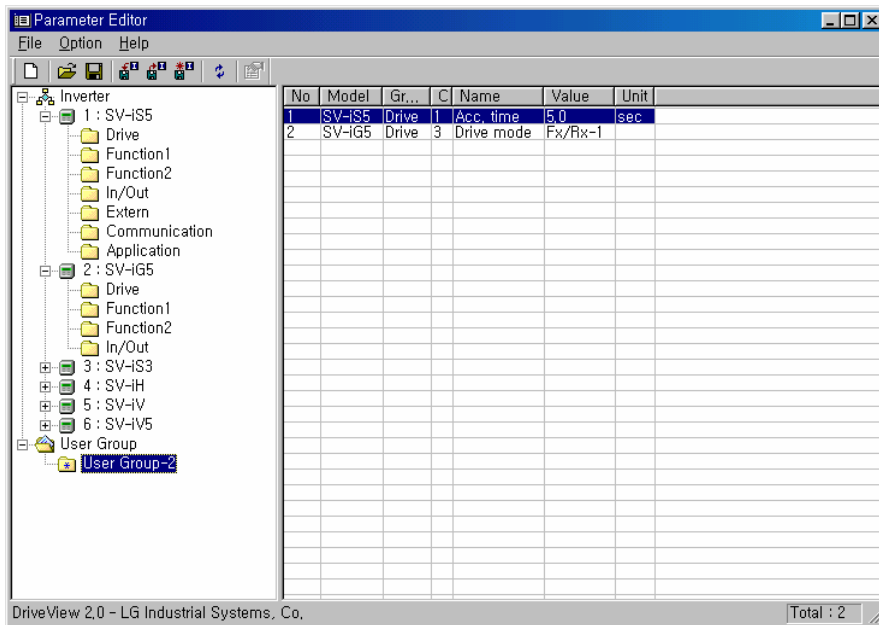 Parameter Editor
File Option Help
Inverter
1 : SV-iS5
Drive
Function1
Function2
In/Out
Extern
Communication
Application
2 : SV-iG5
Drive
Function1
Function2
In/Out
3 : SV-iS3
4 : SV-iH
5 : SV-iV
6 : SV-iV5
User Group
User Group-2
No Model Gr... C Name Value Unit
1 SV-iS5 Drive 1 Acc. time 5.0 sec
2 SV-iG5 Drive 3 Drive mode Fx/Rx-1
DriveView 2.0 - LG Industrial Systems, Co. Total : 2